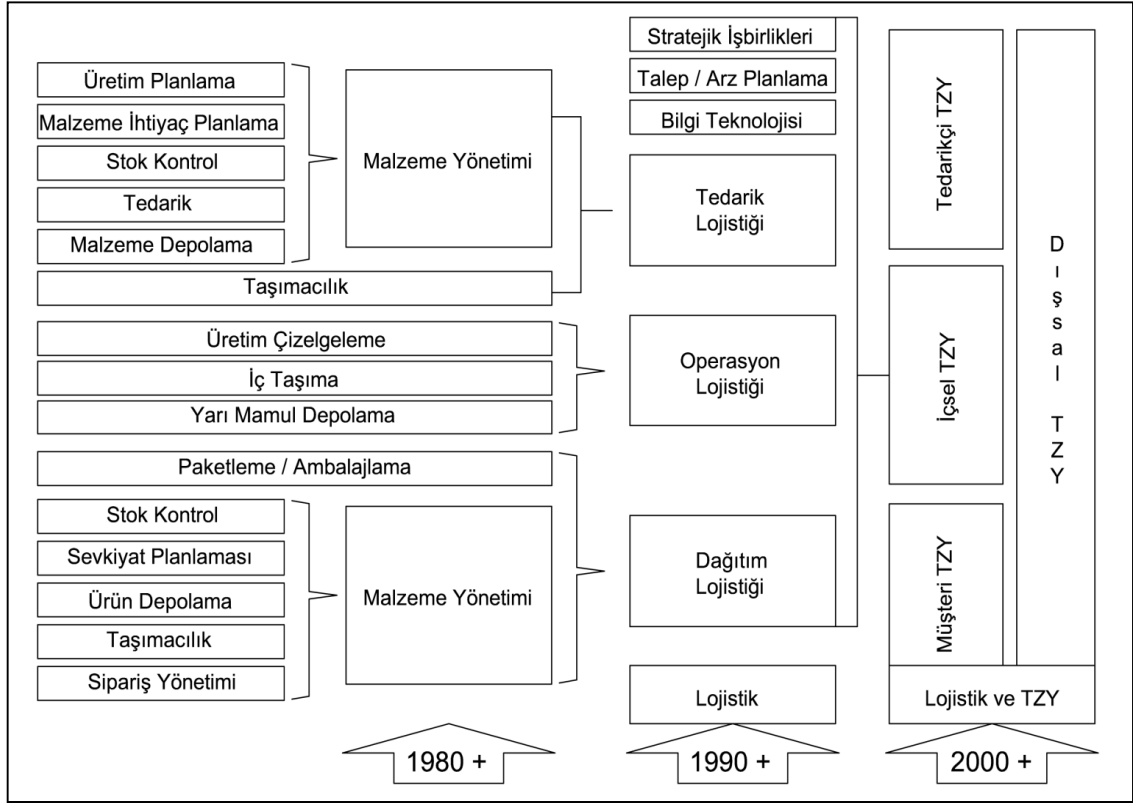 Üretim Planlama
Malzeme İhtiyaç Planlama
Stok Kontrol
Tedarik
Malzeme Depolama
Taşımacılık
Üretim Çizelgeleme
İç Taşıma
Yarı Mamul Depolama
Paketleme / Ambalajlama
Stok Kontrol
Sevkiyat Planlaması
Ürün Depolama
Taşımacılık
Sipariş Yönetimi
Malzeme Yönetimi
Malzeme Yönetimi
1980 +
Stratejik İşbirlikleri
Talep / Arz Planlama
Bilgi Teknolojisi
Tedarik
Lojistiği
Operasyon
Lojistiği
Dağıtım
Lojistiği
Lojistik
1990 +
Tedarikçi TZY
İçsel TZY
Müşteri TZY
Dışsal TZY
Lojistik ve TZY
2000 +